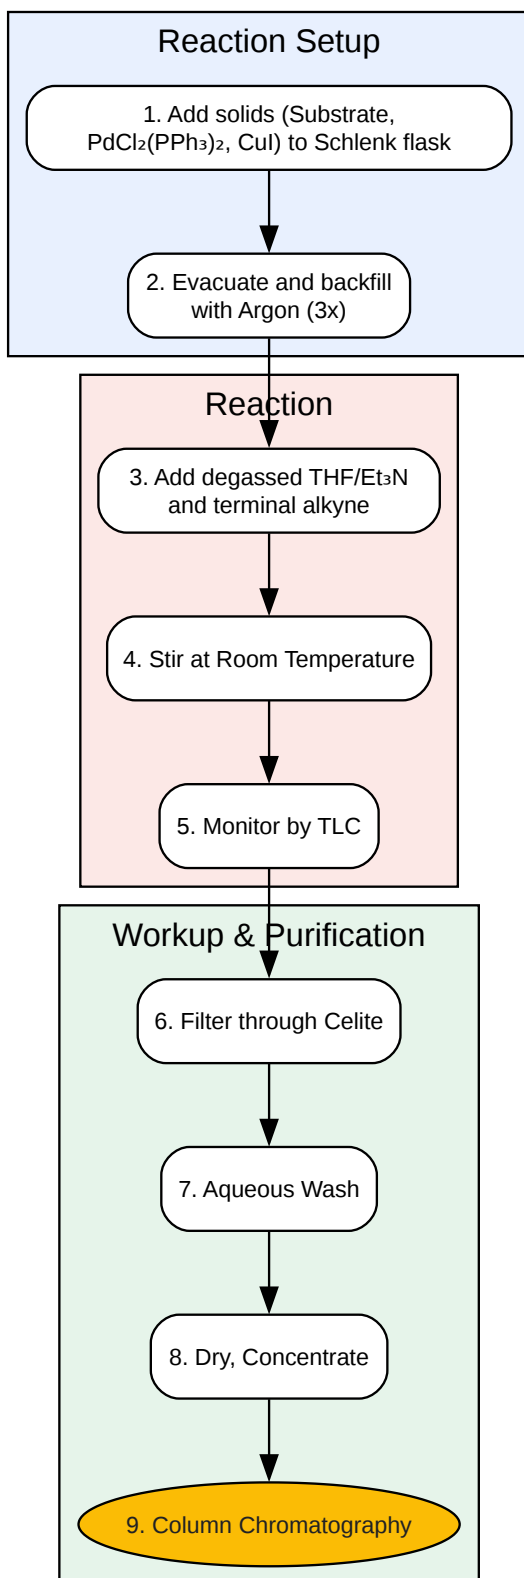 Reaction Setup
1. Add solids (Substrate,
PdCl₂(PPh₃)₂, CuI) to Schlenk flask
2. Evacuate and backfill
with Argon (3x)
Reaction
3. Add degassed THF/Et₃N
and terminal alkyne
4. Stir at Room Temperature
5. Monitor by TLC
Workup & Purification
6. Filter through Celite
7. Aqueous Wash
8. Dry, Concentrate
9. Column Chromatography